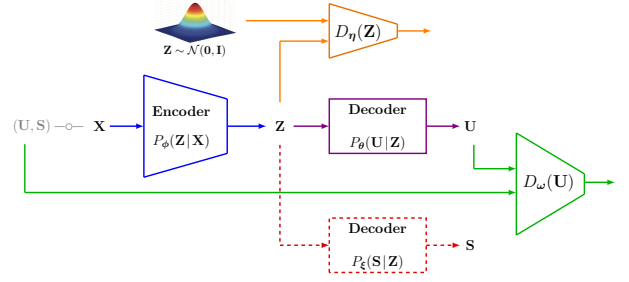 Z ∼ N(0, I)
D_η(Z)
(U, S)
X
Encoder
P_ϕ(Z | X)
Z
Decoder
P_θ(U | Z)
U
D_ω(U)
Decoder
P_ξ(S | Z)
S